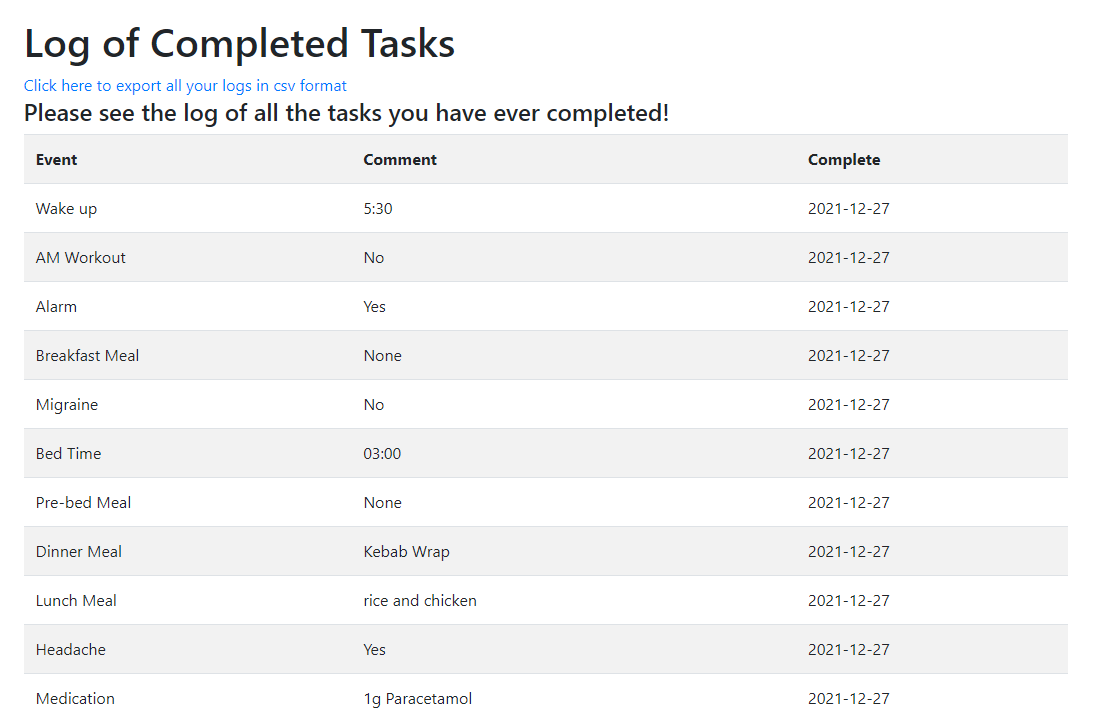 Log of Completed Tasks
Click here to export all your logs in csv format
Please see the log of all the tasks you have ever completed!
Event Comment Complete
Wake up 5:30 2021-12-27
AM Workout No 2021-12-27
Alarm Yes 2021-12-27
Breakfast Meal None 2021-12-27
Migraine No 2021-12-27
Bed Time 03:00 2021-12-27
Pre-bed Meal None 2021-12-27
Dinner Meal Kebab Wrap 2021-12-27
Lunch Meal rice and chicken 2021-12-27
Headache Yes 2021-12-27
Medication 1g Paracetamol 2021-12-27